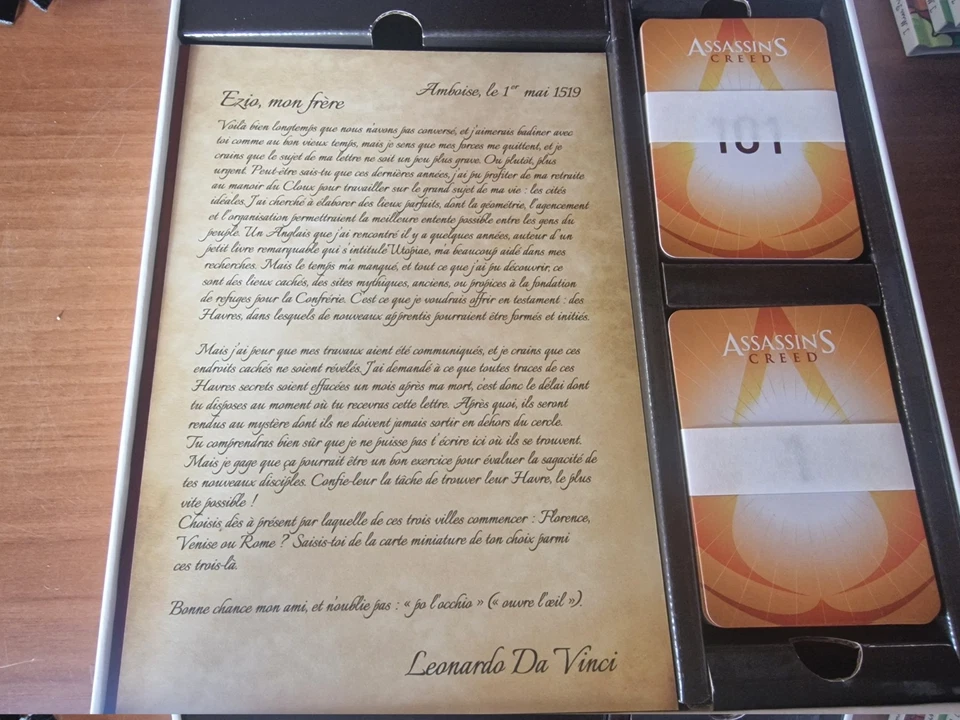 Amboise, le 1er mai 1519
Ezio, mon frère
Voilà bien longtemps que nous n'avons pas conversé, et j'aimerais badiner avec
toi comme au bon vieux temps, mais je sens que mes forces me quittent, et je
crains que le sujet de ma lettre ne soit un peu plus grave. Ou plutôt, plus
urgent. Peut-être sais-tu que ces dernières années, j'ai pu profiter de ma retraite
au manoir du Cloux pour travailler sur le grand sujet de ma vie : les cités
idéales. J'ai cherché à élaborer des lieux parfaits, dont la géométrie, l'agencement
et l'organisation permettraient la meilleure entente possible entre les gens du
peuple. Un Anglais que j'ai rencontré il y a quelques années, auteur d'un
petit livre remarquable qui s'intitule Utopiae, m'a beaucoup aidé dans mes
recherches. Mais le temps m'a manqué, et tout ce que j'ai pu découvrir, ce
sont des lieux cachés, des sites mythiques, anciens, ou propices à la fondation
de refuges pour la Confrérie. C'est ce que je voudrais offrir en testament : des
Havres, dans lesquels de nouveaux apprentis pourraient être formés et initiés.
Mais j'ai peur que mes travaux aient été communiqués, et je crains que ces
endroits cachés ne soient révélés. J'ai demandé à ce que toutes traces de ces
Havres secrets soient effacées un mois après ma mort, c'est donc le délai dont
tu disposes au moment où tu recevras cette lettre. Après quoi, ils seront
rendus au mystère dont ils ne doivent jamais sortir en dehors du cercle.
Tu comprendras bien sûr que je ne puisse pas t'écrire ici où ils se trouvent.
Mais je gage que ça pourrait être un bon exercice pour évaluer la sagacité de
tes nouveaux disciples. Confie-leur la tâche de trouver leur Havre, le plus
vite possible !
Choisis dès à présent par laquelle de ces trois villes commencer : Florence,
Venise ou Rome ? Saisis-toi de la carte miniature de ton choix parmi
ces trois-là.
Bonne chance mon ami, et n'oublie pas : « po l'occhio » (« ouvre l'œil »).
Leonardo Da Vinci
ASSASSIN'S
CREED
101
ASSASSIN'S
CREED
1